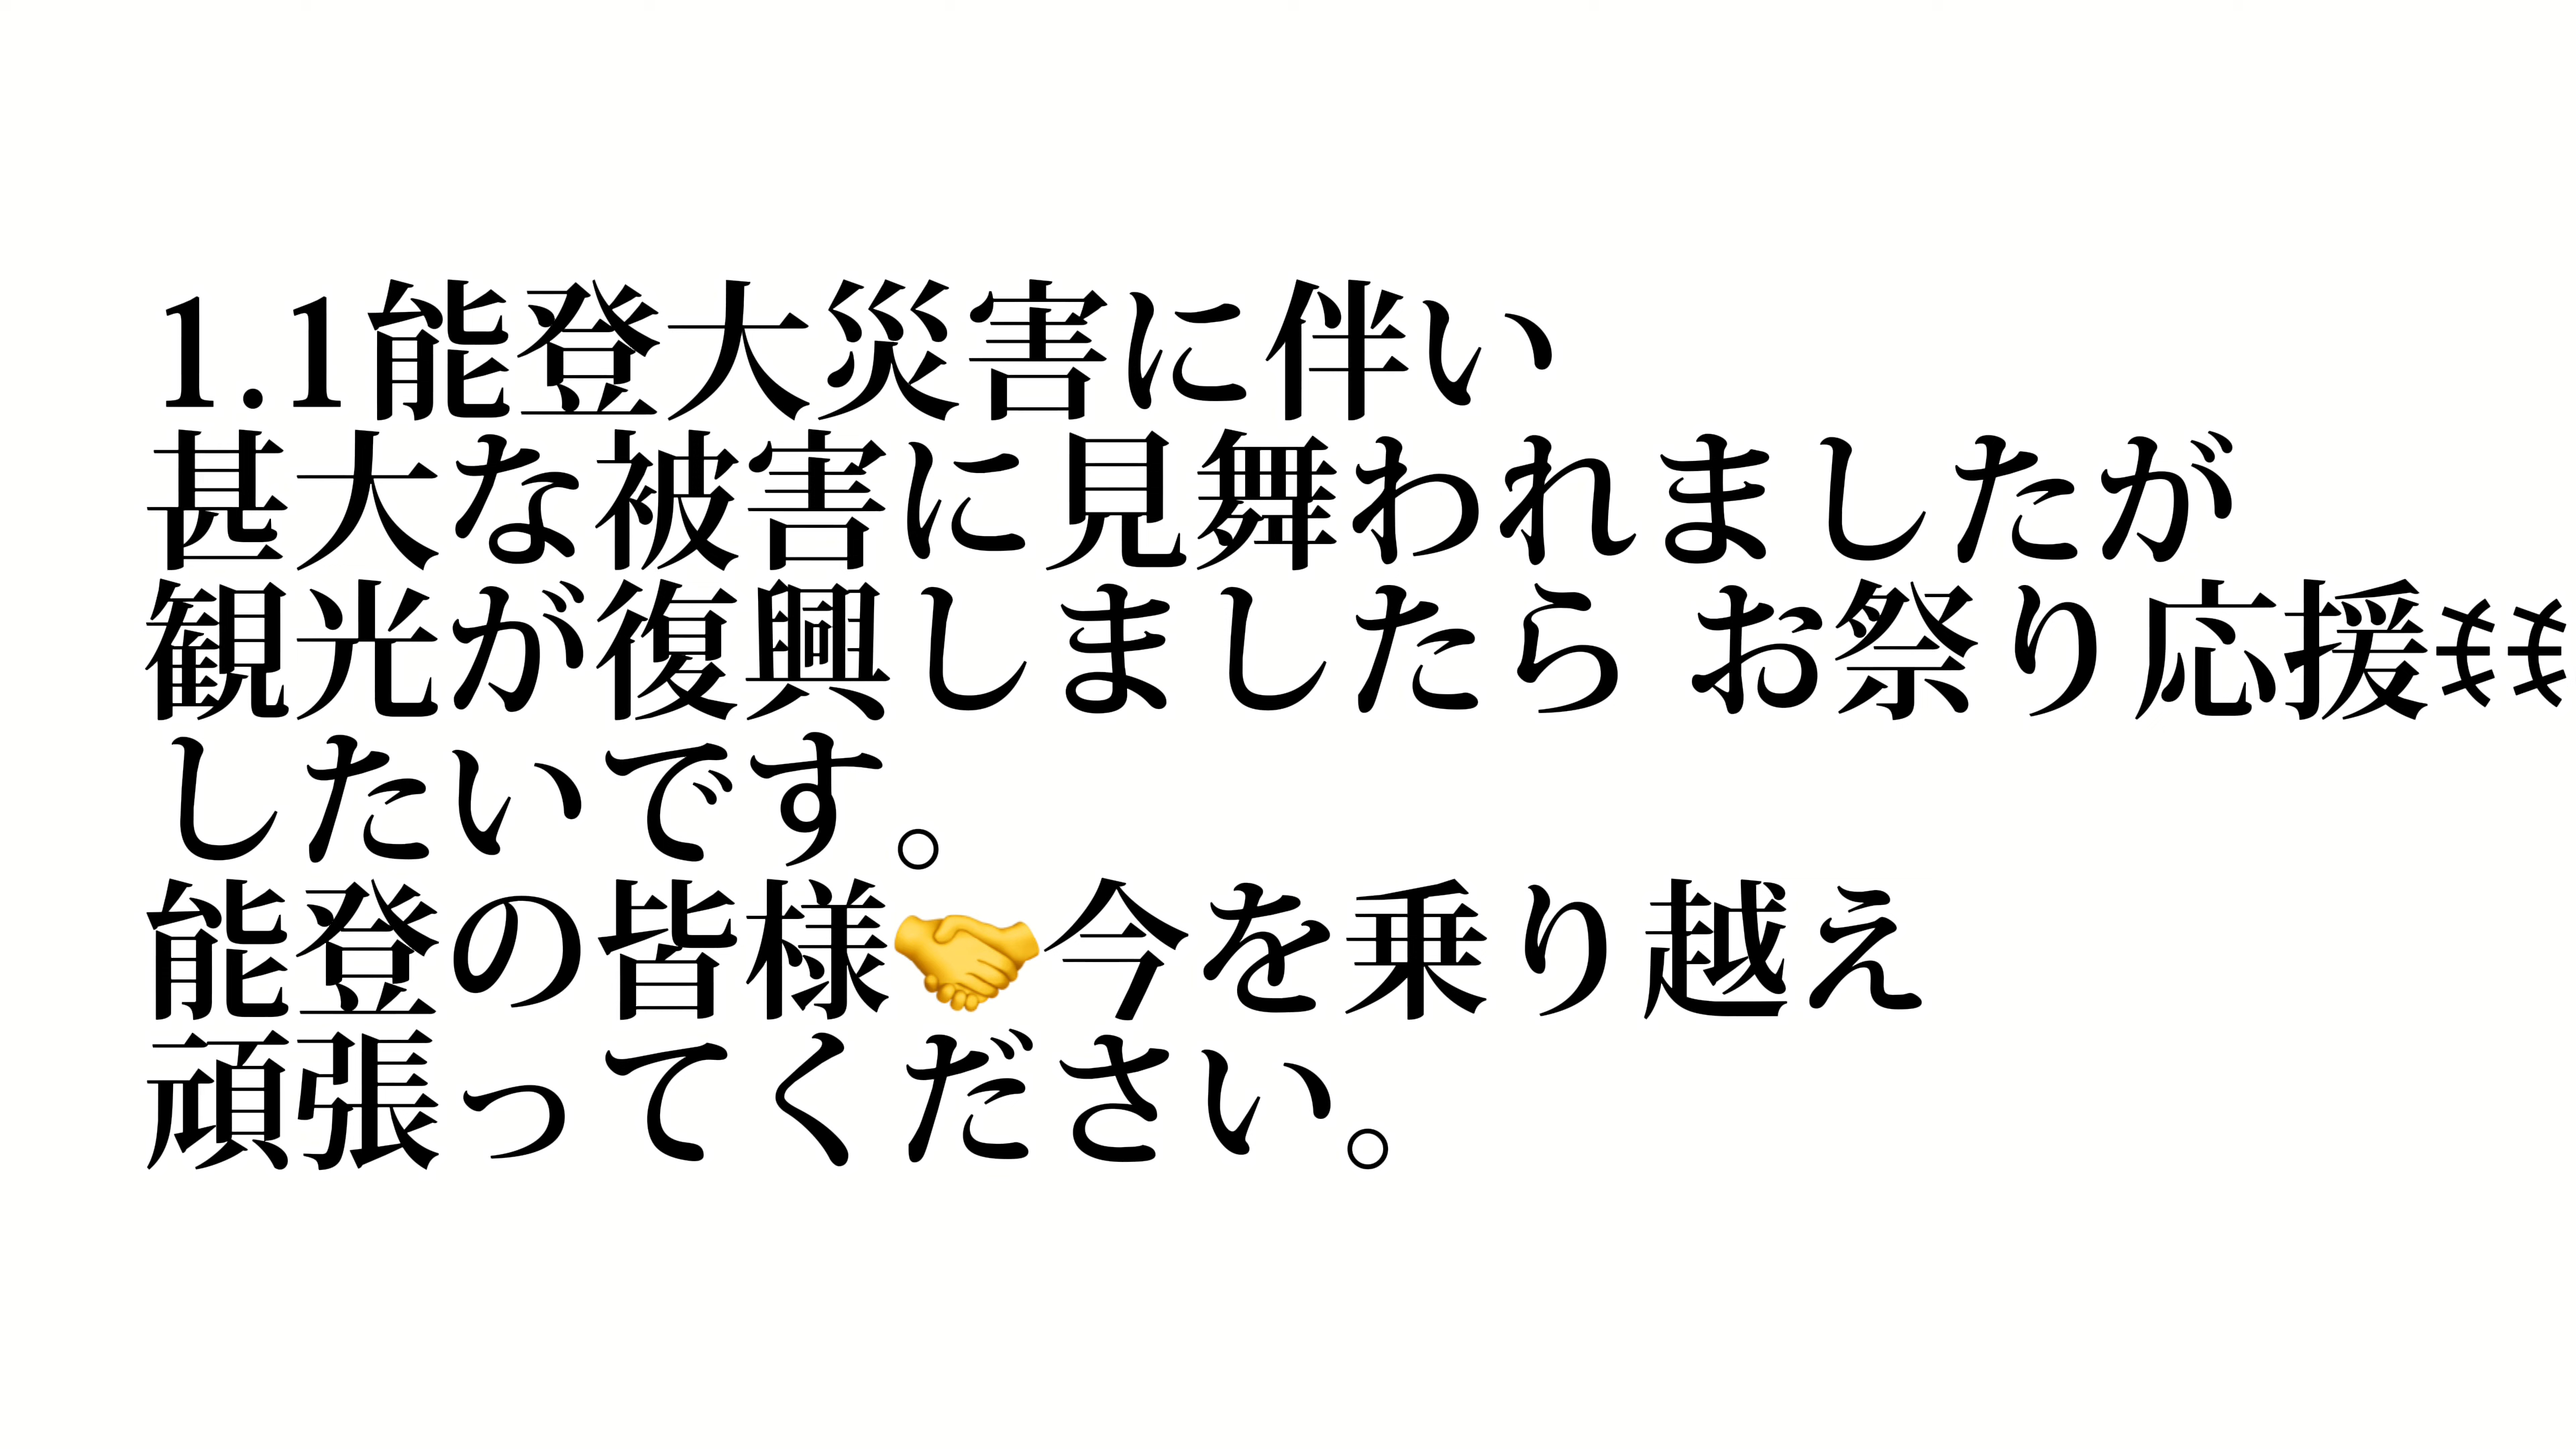 1.1能登大災害に伴い
甚大な被害に見舞われましたが
観光が復興しましたら お祭り応援⾐⾐
したいです。
能登の皆様🤝今を乗り越え
頑張ってください。